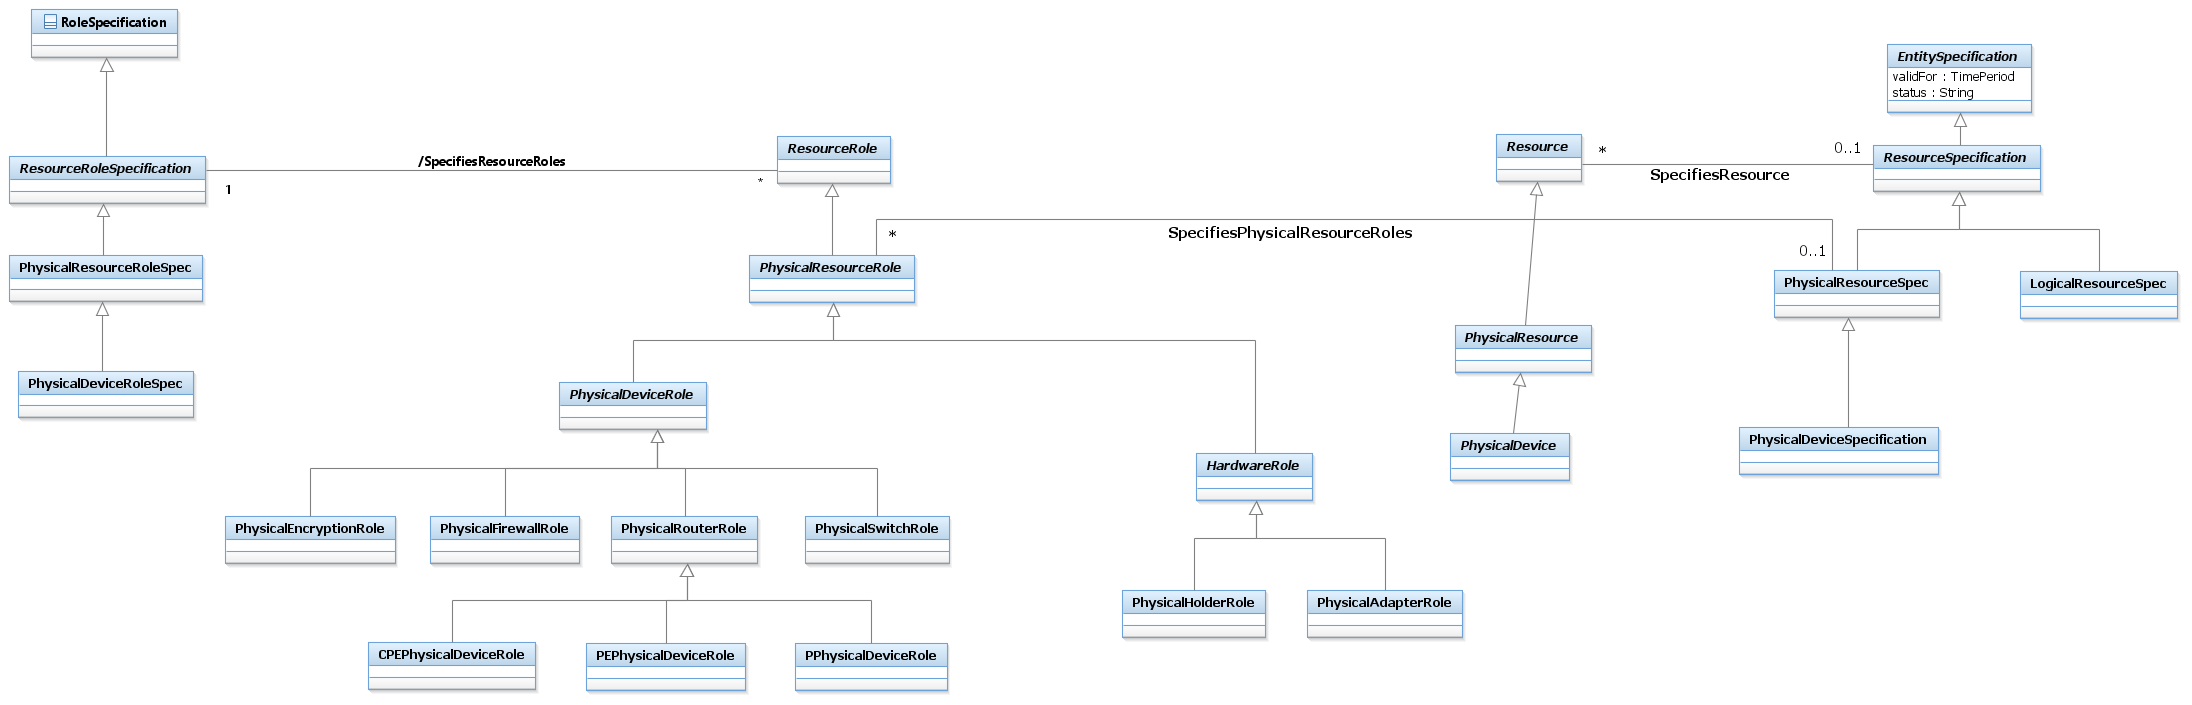 RoleSpecification
EntitySpecification
validFor : TimePeriod
status : String
ResourceRole
Resource
*
0..1
ResourceSpecification
SpecifiesResource
/SpecifiesResourceRoles
ResourceRoleSpecification
1
*
*
SpecifiesPhysicalResourceRoles
0..1
PhysicalResourceRoleSpec
PhysicalResourceRole
PhysicalResourceSpec
LogicalResourceSpec
PhysicalResource
PhysicalDeviceRoleSpec
PhysicalDeviceRole
PhysicalDevice
PhysicalDeviceSpecification
HardwareRole
PhysicalEncryptionRole
PhysicalFirewallRole
PhysicalRouterRole
PhysicalSwitchRole
PhysicalHolderRole
PhysicalAdapterRole
CPEPhysicalDeviceRole
PEPhysicalDeviceRole
PPhysicalDeviceRole